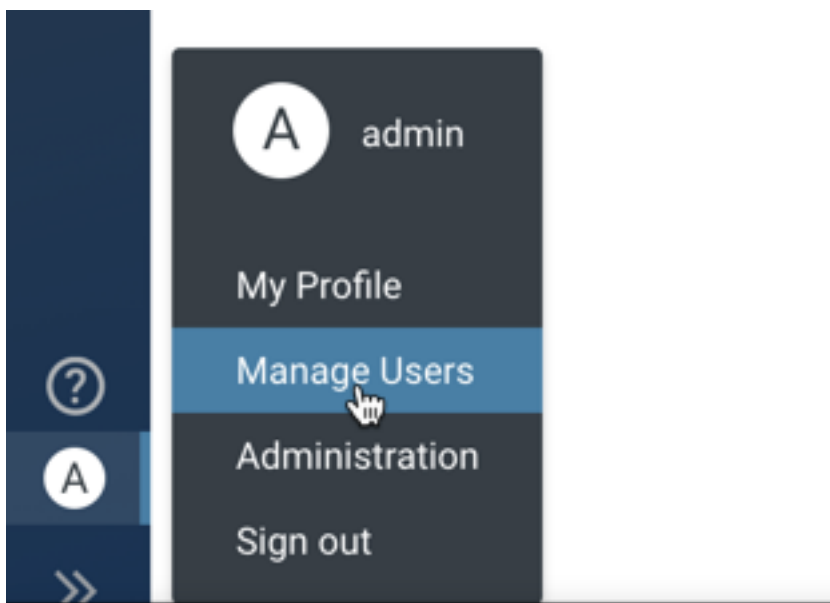 A admin
My Profile
Manage Users
?
Administration
A
Sign out